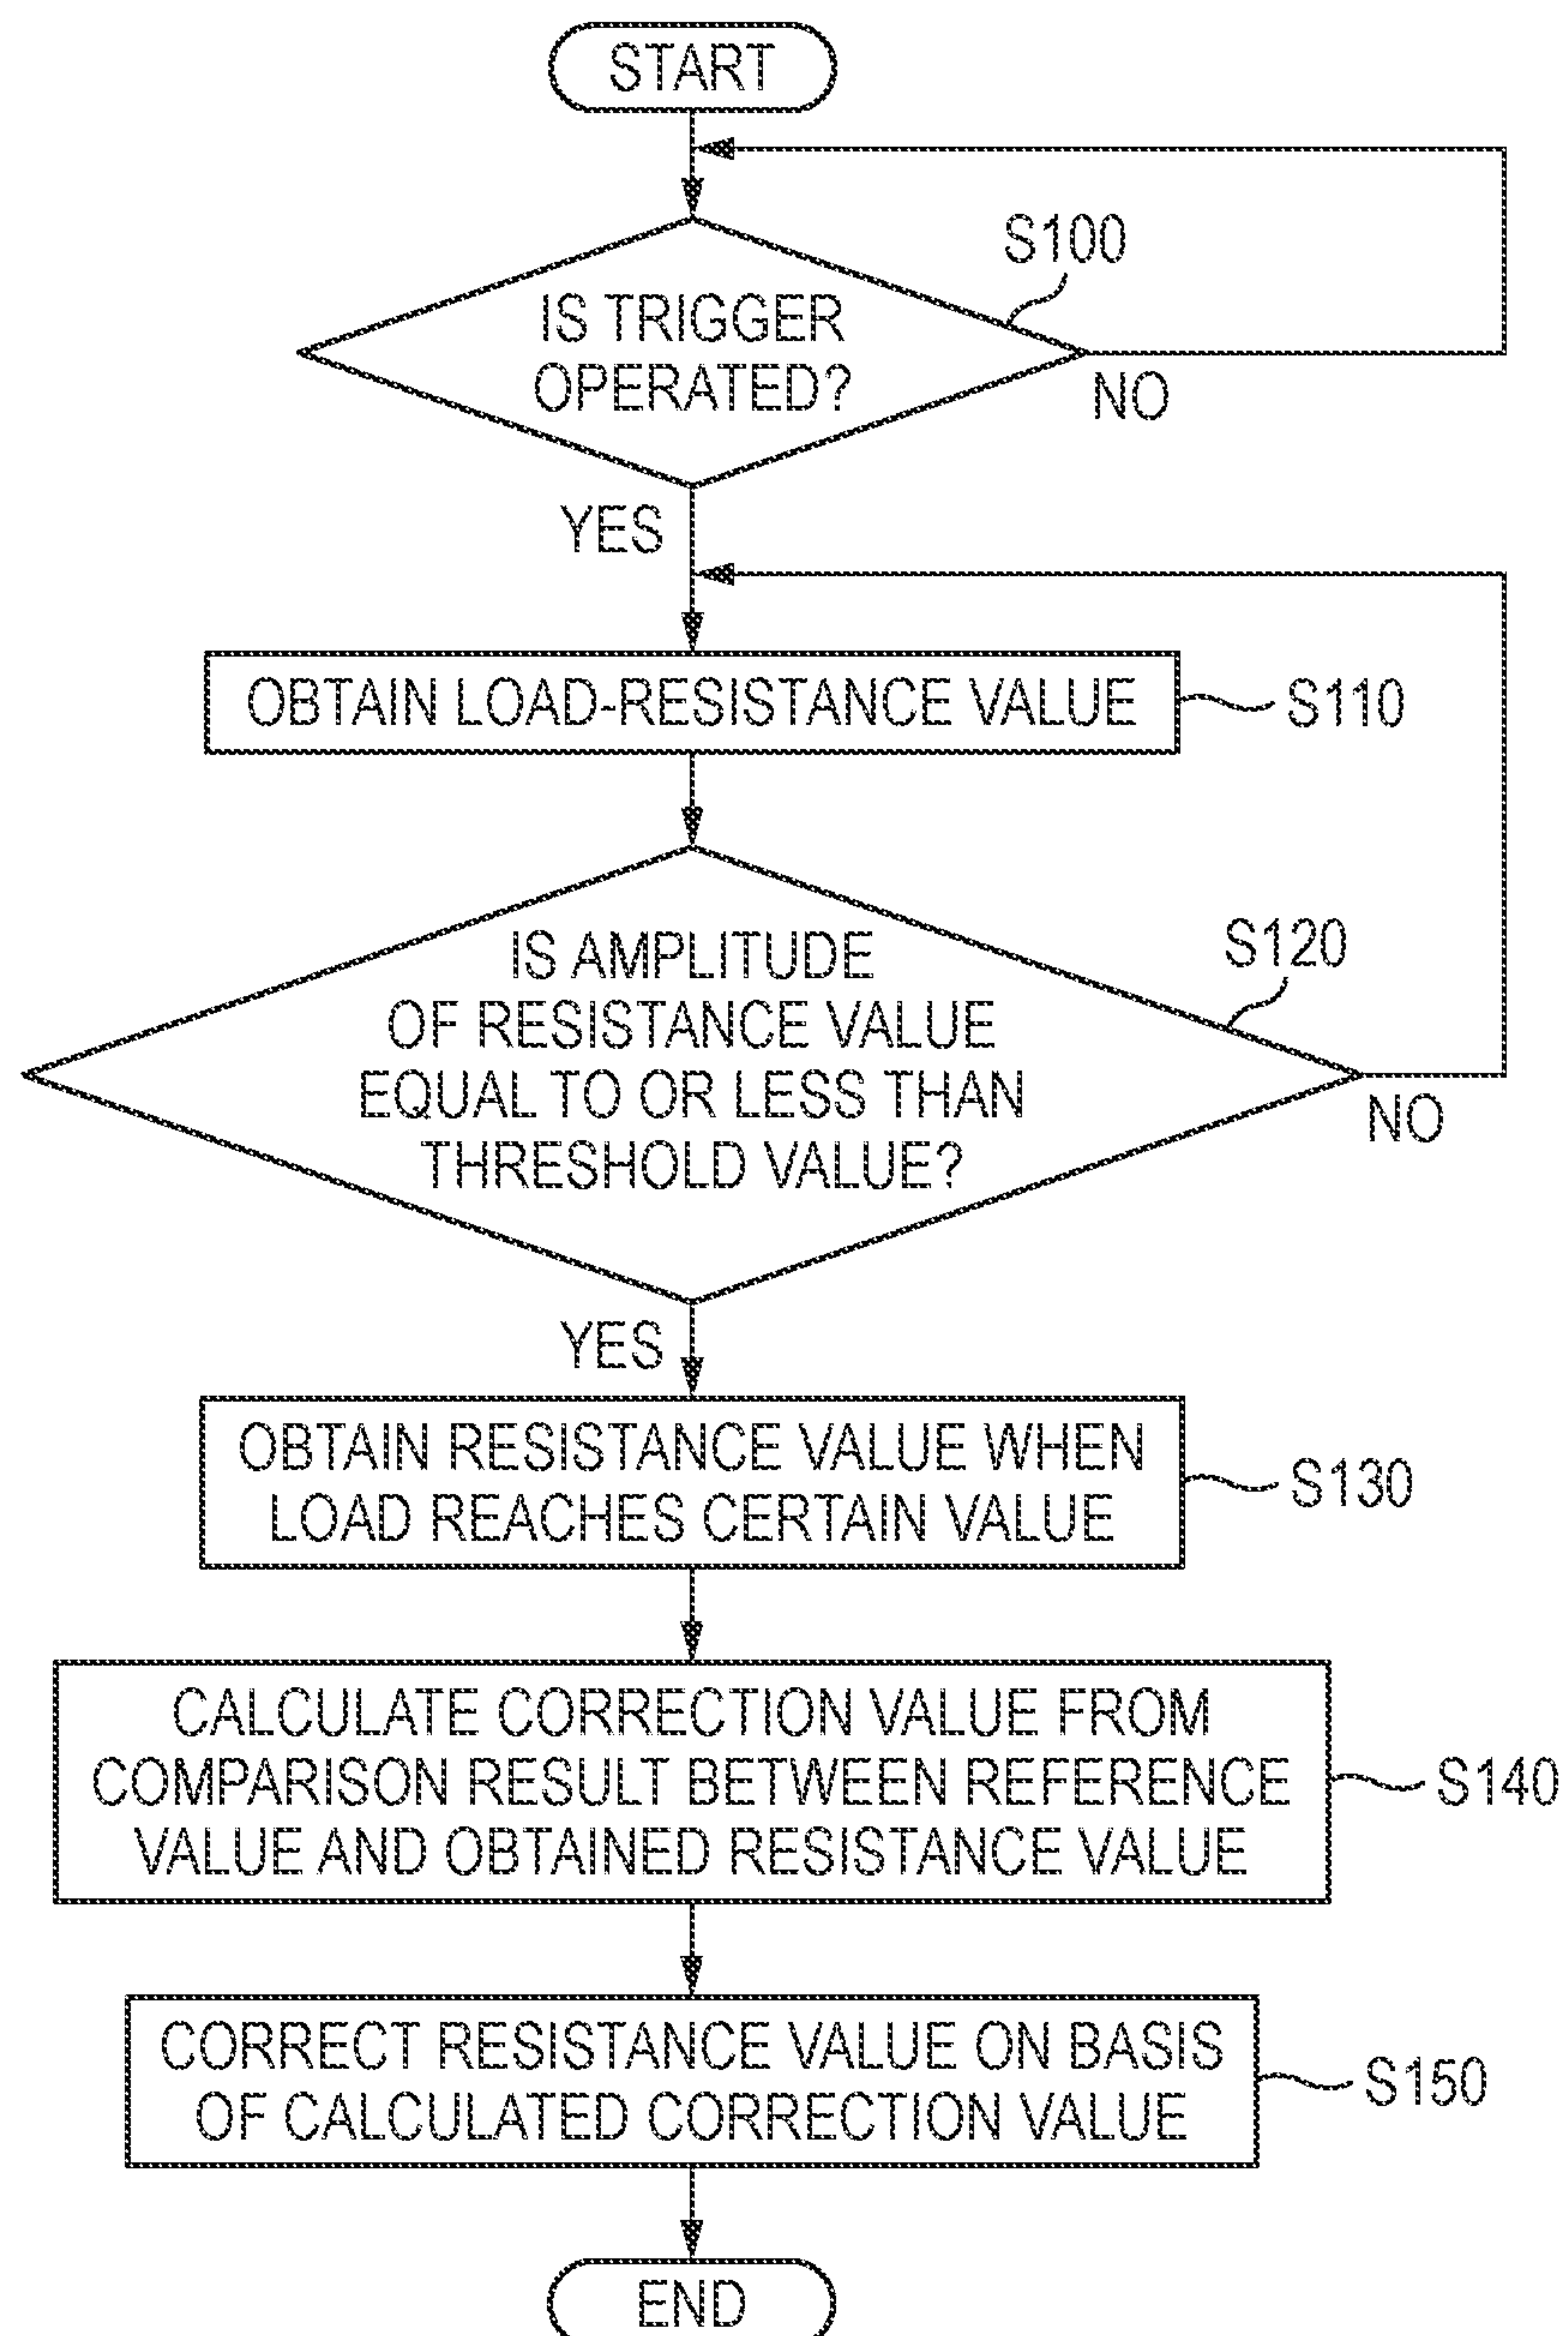 START
S100
IS TRIGGER
OPERATED?
NO
YES
OBTAIN LOAD-RESISTANCE VALUE
S110
S120
IS AMPLITUDE
OF RESISTANCE VALUE
EQUAL TO OR LESS THAN
THRESHOLD VALUE?
NO
YES
OBTAIN RESISTANCE VALUE WHEN
LOAD REACHES CERTAIN VALUE
S130
CALCULATE CORRECTION VALUE FROM
COMPARISON RESULT BETWEEN REFERENCE
VALUE AND OBTAINED RESISTANCE VALUE
S140
CORRECT RESISTANCE VALUE ON BASIS
OF CALCULATED CORRECTION VALUE
S150
END